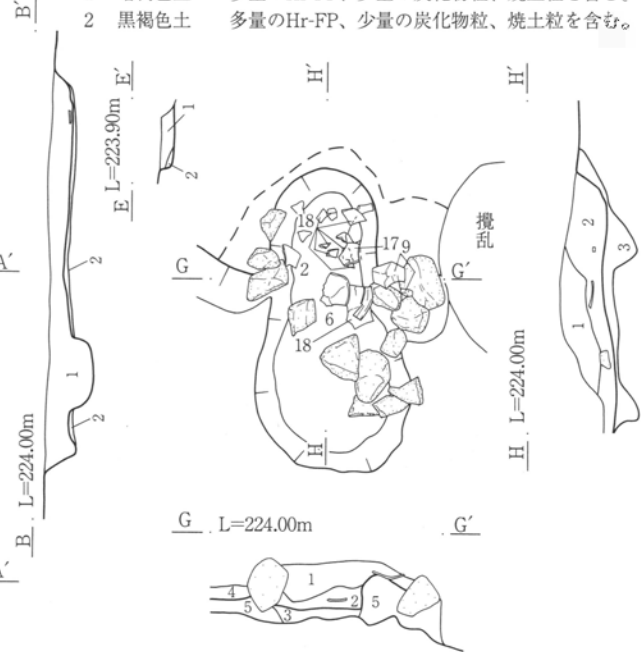 2 黒褐色土 多量のHr-FP、少量の炭化物粒、焼土粒を含む。
B′
E′
H′
H′
L=223.90m
1
2
E
A′
2
1
2
L=224.00m
B
A′
18
17 9
2
G
G′
6
18
H
攪乱
2
3
1
L=224.00m
H
G L=224.00m G′
1
4
5
3
2
5